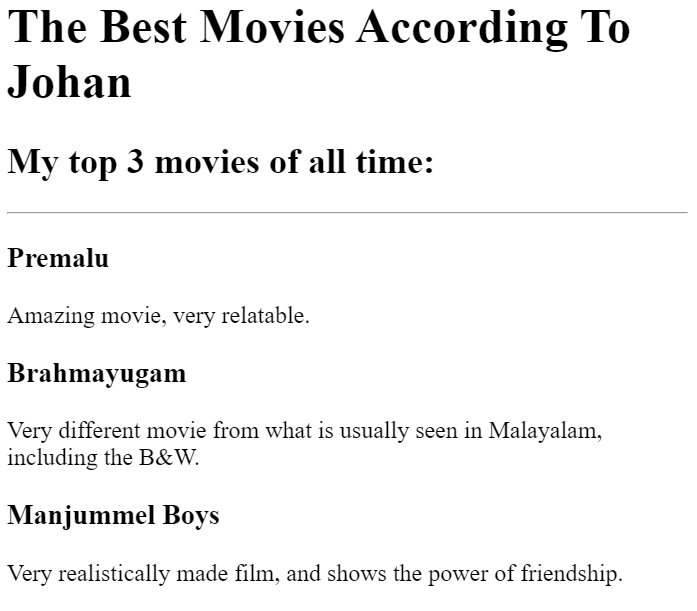 The Best Movies According To
Johan
My top 3 movies of all time:
Premalu
Amazing movie, very relatable.
Brahmayugam
Very different movie from what is usually seen in Malayalam,
including the B&W.
Manjummel Boys
Very realistically made film, and shows the power of friendship.